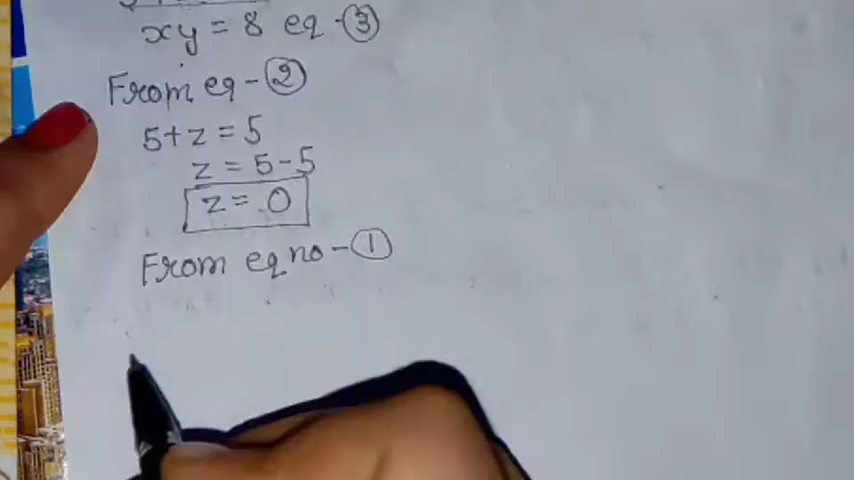 xy = 8 eq - ③
From eq - ②
5+z = 5
z = 5-5
z = 0
From eq no - ①